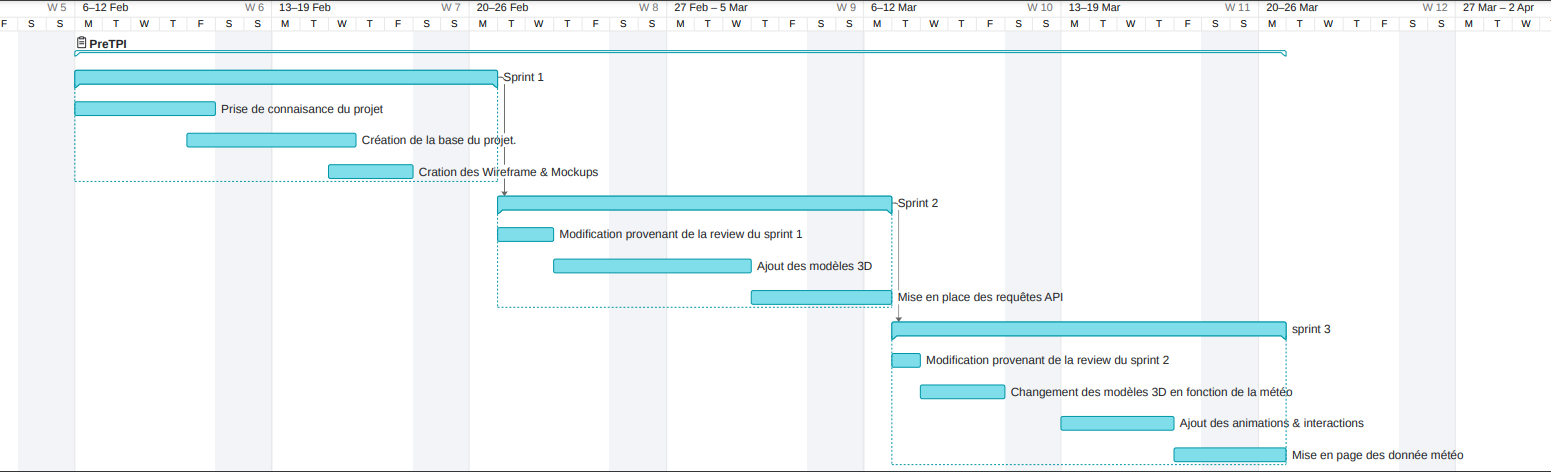 W 5 6–12 Feb W 6 13–19 Feb W 7 20–26 Feb W 8 27 Feb – 5 Mar W 9 6–12 Mar W 10 13–19 Mar W 11 20–26 Mar W 12 27 Mar – 2 Apr
F S S M T W T F S S M T W T F S S M T W T F S S M T W T F S S M T W T F S S M T W T F S S M T W T F S S M T W
PreTPI
Sprint 1
Prise de connaisance du projet
Création de la base du projet.
Cration des Wireframe & Mockups
Sprint 2
Modification provenant de la review du sprint 1
Ajout des modèles 3D
Mise en place des requêtes API
sprint 3
Modification provenant de la review du sprint 2
Changement des modèles 3D en fonction de la météo
Ajout des animations & interactions
Mise en page des donnée météo